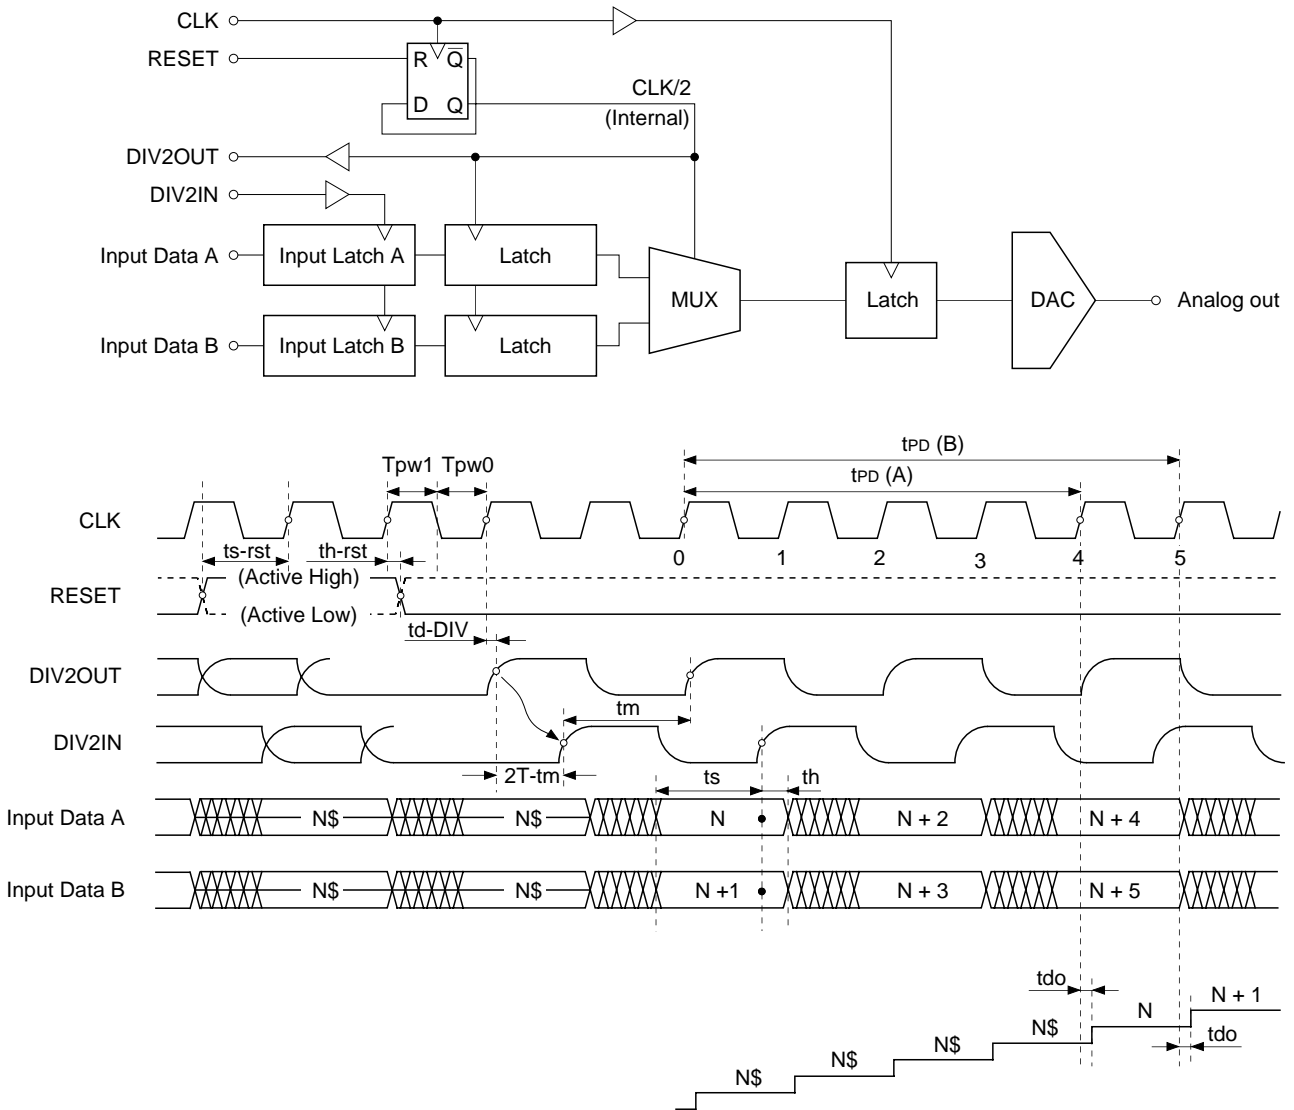 CLK
RESET
R Q
D Q
CLK/2
(Internal)
DIV2OUT
DIV2IN
Input Data A
Input Latch A
Latch
MUX
Latch
DAC
Analog out
Input Data B
Input Latch B
Latch
tPD (B)
Tpw1 Tpw0
tPD (A)
CLK
ts-rst th-rst
0 1 2 3 4 5
(Active High)
RESET
(Active Low)
td-DIV
DIV2OUT
tm
DIV2IN
2T-tm ts th
Input Data A N$ N$ N N + 2 N + 4
Input Data B N$ N$ N +1 N + 3 N + 5
tdo
N + 1
N
N$
tdo
N$
N$
N$